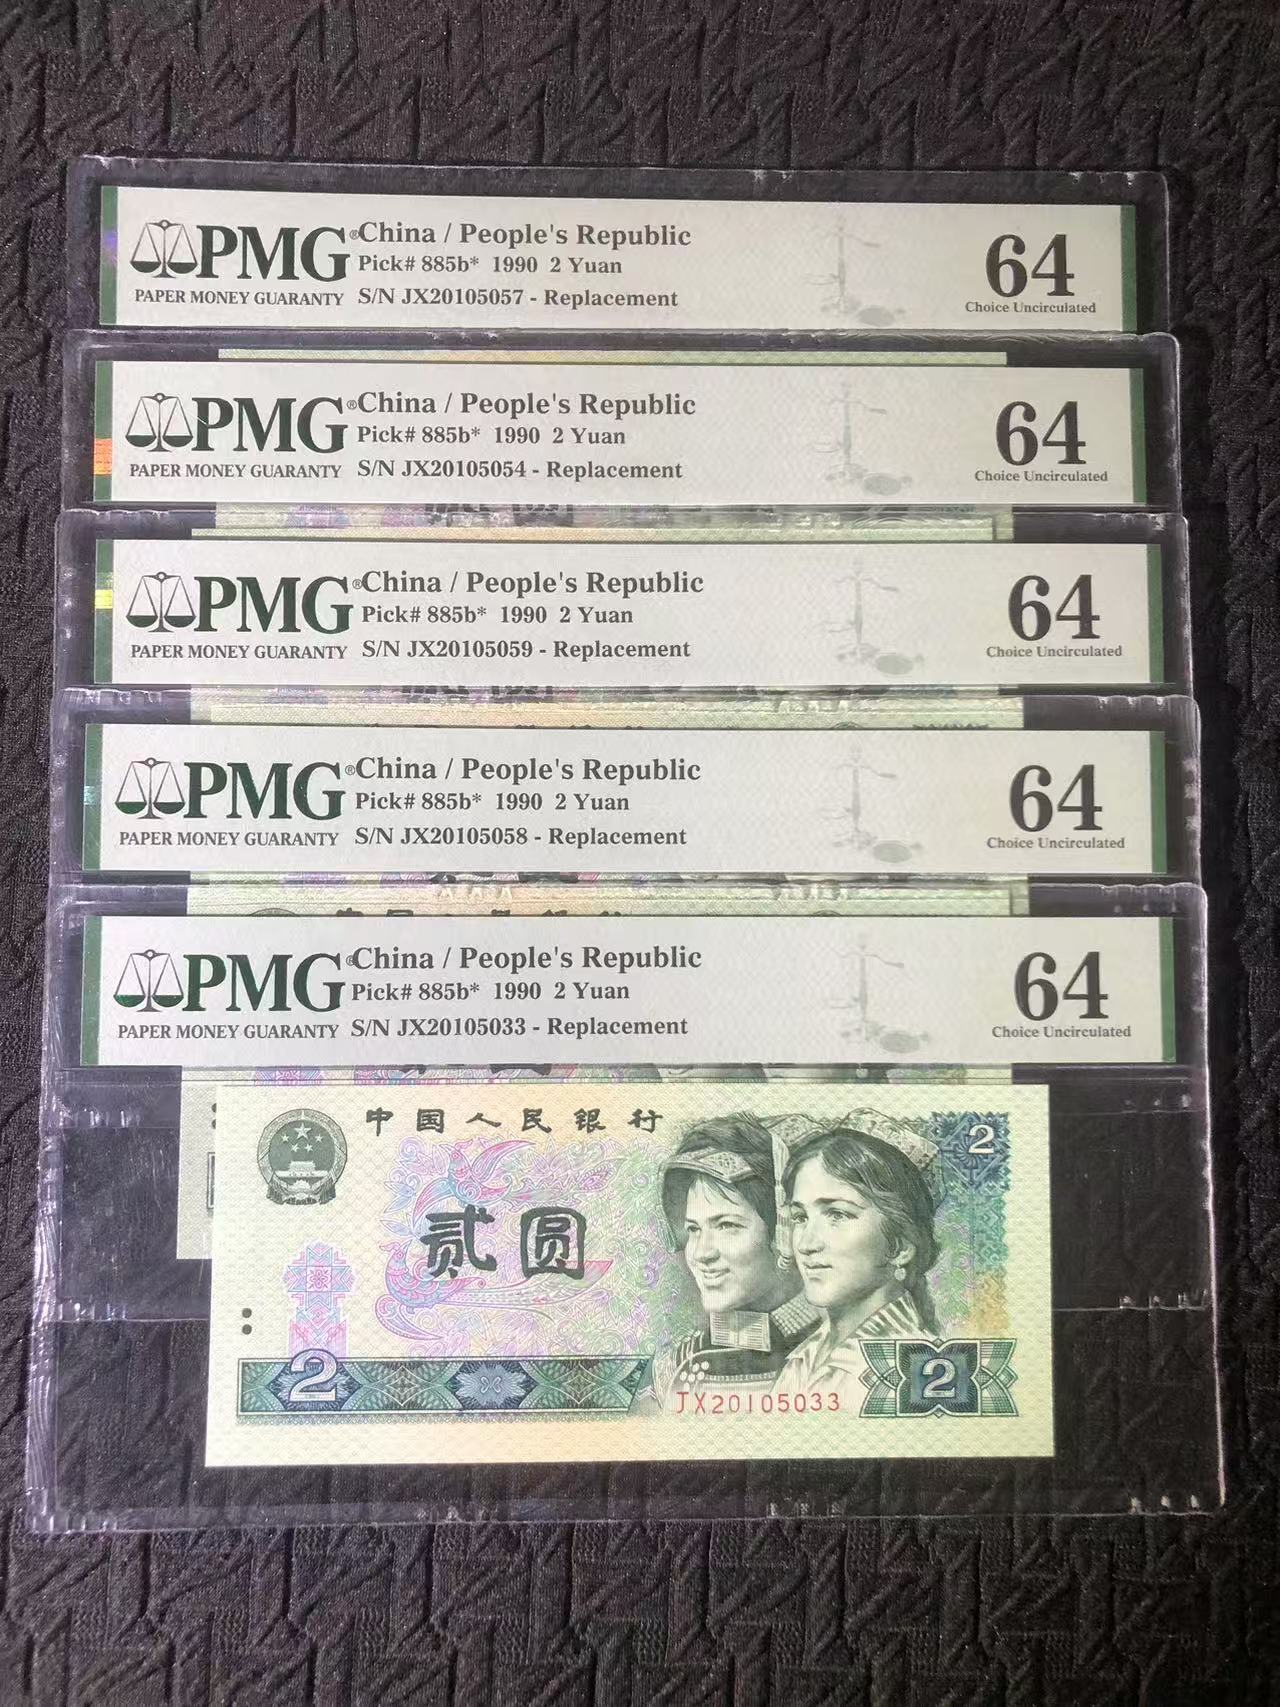 PMG® China / People's Republic
Pick# 885b* 1990 2 Yuan
PAPER MONEY GUARANTY S/N JX20105057 - Replacement
64
Choice Uncirculated
PMG® China / People's Republic
Pick# 885b* 1990 2 Yuan
PAPER MONEY GUARANTY S/N JX20105054 - Replacement
64
Choice Uncirculated
PMG® China / People's Republic
Pick# 885b* 1990 2 Yuan
PAPER MONEY GUARANTY S/N JX20105059 - Replacement
64
Choice Uncirculated
PMG® China / People's Republic
Pick# 885b* 1990 2 Yuan
PAPER MONEY GUARANTY S/N JX20105058 - Replacement
64
Choice Uncirculated
PMG® China / People's Republic
Pick# 885b* 1990 2 Yuan
PAPER MONEY GUARANTY S/N JX20105033 - Replacement
64
Choice Uncirculated
中国人民银行
2
贰圆
2
2
JX20105033